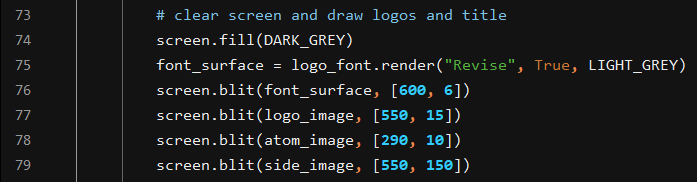 73 # clear screen and draw logos and title
74 screen.fill(DARK_GREY)
75 font_surface = logo_font.render("Revise", True, LIGHT_GREY)
76 screen.blit(font_surface, [600, 6])
77 screen.blit(logo_image, [550, 15])
78 screen.blit(atom_image, [290, 10])
79 screen.blit(side_image, [550, 150])